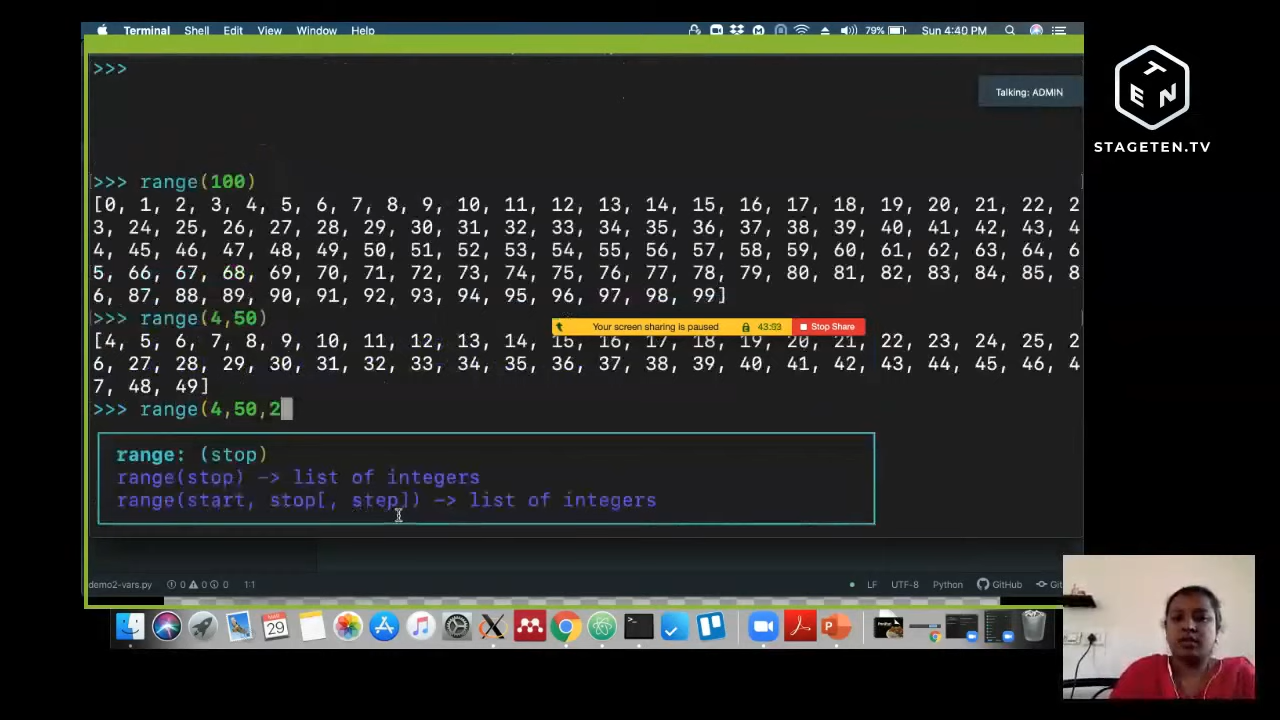 Terminal Shell Edit View Window Help 79% Sun 4:40 PM
>>>
Talking: ADMIN
T
E N
STAGETEN.TV
>>> range(100)
[0, 1, 2, 3, 4, 5, 6, 7, 8, 9, 10, 11, 12, 13, 14, 15, 16, 17, 18, 19, 20, 21, 22, 2
3, 24, 25, 26, 27, 28, 29, 30, 31, 32, 33, 34, 35, 36, 37, 38, 39, 40, 41, 42, 43, 4
4, 45, 46, 47, 48, 49, 50, 51, 52, 53, 54, 55, 56, 57, 58, 59, 60, 61, 62, 63, 64, 6
5, 66, 67, 68, 69, 70, 71, 72, 73, 74, 75, 76, 77, 78, 79, 80, 81, 82, 83, 84, 85, 8
6, 87, 88, 89, 90, 91, 92, 93, 94, 95, 96, 97, 98, 99]
>>> range(4,50)
Your screen sharing is paused 43:03 Stop Share
[4, 5, 6, 7, 8, 9, 10, 11, 12, 13, 14, 15, 16, 17, 18, 19, 20, 21, 22, 23, 24, 25, 2
6, 27, 28, 29, 30, 31, 32, 33, 34, 35, 36, 37, 38, 39, 40, 41, 42, 43, 44, 45, 46, 4
7, 48, 49]
>>> range(4,50,2
range: (stop)
range(stop) -> list of integers
range(start, stop[, step]) -> list of integers
demo2-vars.py 0 0 0 1:1 LF UTF-8 Python GitHub Git
29